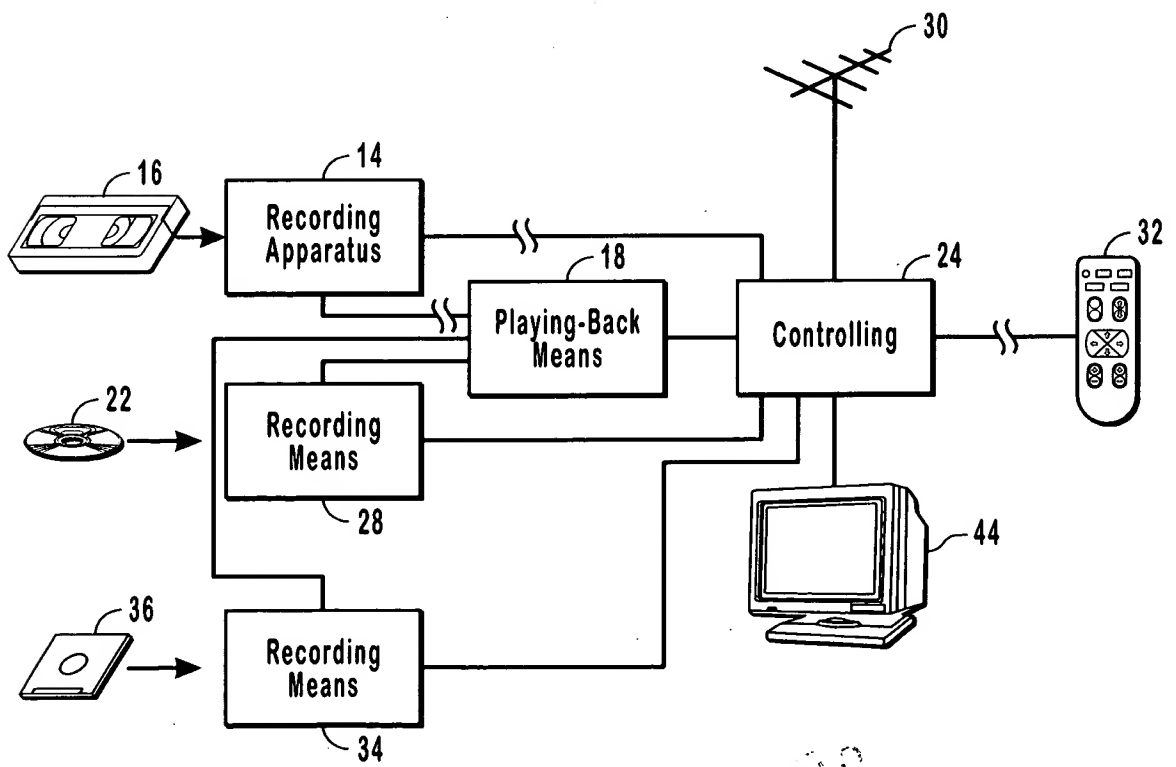 30
14
16
Recording
Apparatus
32
18
24
Playing-Back
Means
Controlling
22
Recording
Means
28
44
36
Recording
Means
34